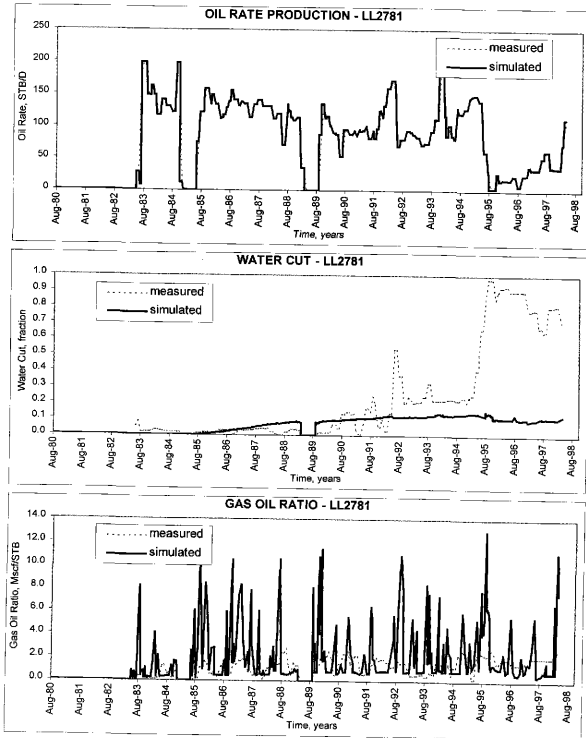 OIL RATE PRODUCTION - LL2781
250
200
150
100
50
0
Oil Rate, STB/D
measured
simulated
Aug-80
Aug-81
Aug-82
Aug-83
Aug-84
Aug-85
Aug-86
Aug-87
Aug-88
Aug-89
Aug-90
Aug-91
Aug-92
Aug-93
Aug-94
Aug-95
Aug-96
Aug-97
Aug-98
Time, years
WATER CUT - LL2781
1.0
0.9
0.8
0.7
0.6
0.5
0.4
0.3
0.2
0.1
0.0
Water Cut, fraction
measured
simulated
Aug-80
Aug-81
Aug-82
Aug-83
Aug-84
Aug-85
Aug-86
Aug-87
Aug-88
Aug-89
Aug-90
Aug-91
Aug-92
Aug-93
Aug-94
Aug-95
Aug-96
Aug-97
Aug-98
Time, years
GAS OIL RATIO - LL2781
14.0
12.0
10.0
8.0
6.0
4.0
2.0
0.0
Gas Oil Ratio, Mscf/STB
measured
simulated
Aug-80
Aug-81
Aug-82
Aug-83
Aug-84
Aug-85
Aug-86
Aug-87
Aug-88
Aug-89
Aug-90
Aug-91
Aug-92
Aug-93
Aug-94
Aug-95
Aug-96
Aug-97
Aug-98
Time, years